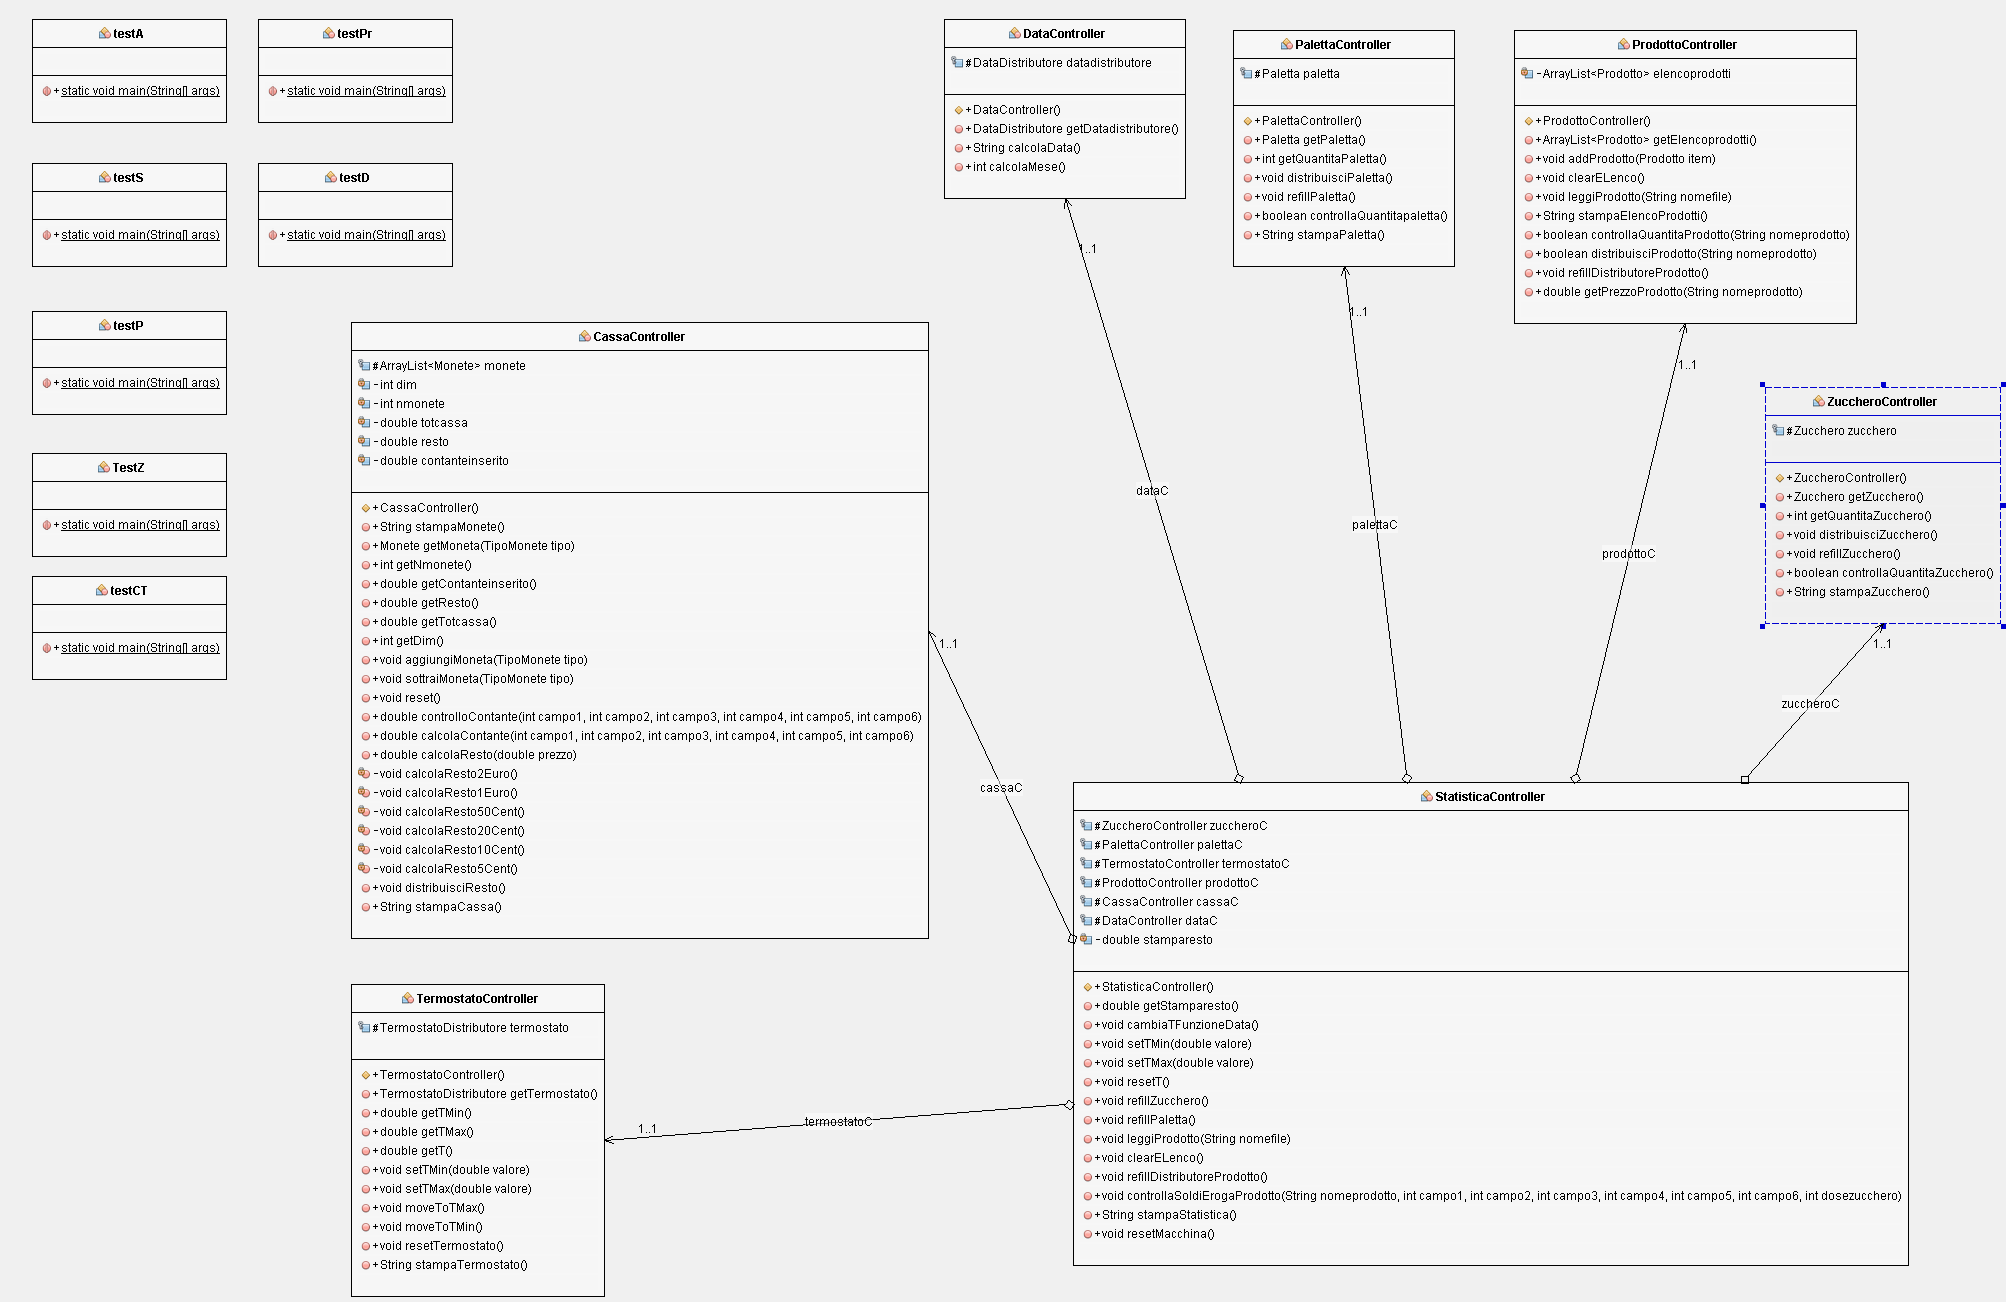 testA
+static void main(String[] args)
testPr
+static void main(String[] args)
testS
+static void main(String[] args)
testD
+static void main(String[] args)
testP
+static void main(String[] args)
TestZ
+static void main(String[] args)
testCT
+static void main(String[] args)
DataController
#DataDistributore datadistributore
+DataController()
+DataDistributore getDatadistributore()
+String calcolaData()
+int calcolaMese()
PalettaController
#Paletta paletta
+PalettaController()
+Paletta getPaletta()
+int getQuantitaPaletta()
+void distribuisciPaletta()
+void refillPaletta()
+boolean controllaQuantitapaletta()
+String stampaPaletta()
ProdottoController
-ArrayList<Prodotto> elencoprodotti
+ProdottoController()
+ArrayList<Prodotto> getElencoprodotti()
+void addProdotto(Prodotto item)
+void clearELenco()
+void leggiProdotto(String nomefile)
+String stampaElencoProdotti()
+boolean controllaQuantitaProdotto(String nomeprodotto)
+boolean distribuisciProdotto(String nomeprodotto)
+void refillDistributoreProdotto()
+double getPrezzoProdotto(String nomeprodotto)
1..1
1..1
1..1
CassaController
#ArrayList<Monete> monete
-int dim
-int nmonete
-double totcassa
-double resto
-double contanteinserito
+CassaController()
+String stampaMonete()
+Monete getMoneta(TipoMonete tipo)
+int getNmonete()
+double getContanteinserito()
+double getResto()
+double getTotcassa()
+int getDim()
+void aggiungiMoneta(TipoMonete tipo)
+void sottraiMoneta(TipoMonete tipo)
+void reset()
+double controlloContante(int campo1, int campo2, int campo3, int campo4, int campo5, int campo6)
+double calcolaContante(int campo1, int campo2, int campo3, int campo4, int campo5, int campo6)
+double calcolaResto(double prezzo)
-void calcolaResto2Euro()
-void calcolaResto1Euro()
-void calcolaResto50Cent()
-void calcolaResto20Cent()
-void calcolaResto10Cent()
-void calcolaResto5Cent()
+void distribuisciResto()
+String stampaCassa()
ZuccheroController
#Zucchero zucchero
+ZuccheroController()
+Zucchero getZucchero()
+int getQuantitaZucchero()
+void distribuisciZucchero()
+void refillZucchero()
+boolean controllaQuantitaZucchero()
+String stampaZucchero()
1..1
1..1
dataC
palettaC
prodottoC
zuccheroC
cassaC
StatisticaController
#ZuccheroController zuccheroC
#PalettaController palettaC
#TermostatoController termostatoC
#ProdottoController prodottoC
#CassaController cassaC
#DataController dataC
-double stamparesto
+StatisticaController()
+double getStamparesto()
+void cambiaTFunzioneData()
+void setTMin(double valore)
+void setTMax(double valore)
+void resetT()
+void refillZucchero()
+void refillPaletta()
+void leggiProdotto(String nomefile)
+void clearELenco()
+void refillDistributoreProdotto()
+void controllaSoldiErogaProdotto(String nomeprodotto, int campo1, int campo2, int campo3, int campo4, int campo5, int campo6, int dosezucchero)
+String stampaStatistica()
+void resetMacchina()
TermostatoController
#TermostatoDistributore termostato
+TermostatoController()
+TermostatoDistributore getTermostato()
+double getTMin()
+double getTMax()
+double getT()
+void setTMin(double valore)
+void setTMax(double valore)
+void moveToTMax()
+void moveToTMin()
+void resetTermostato()
+String stampaTermostato()
1..1
termostatoC